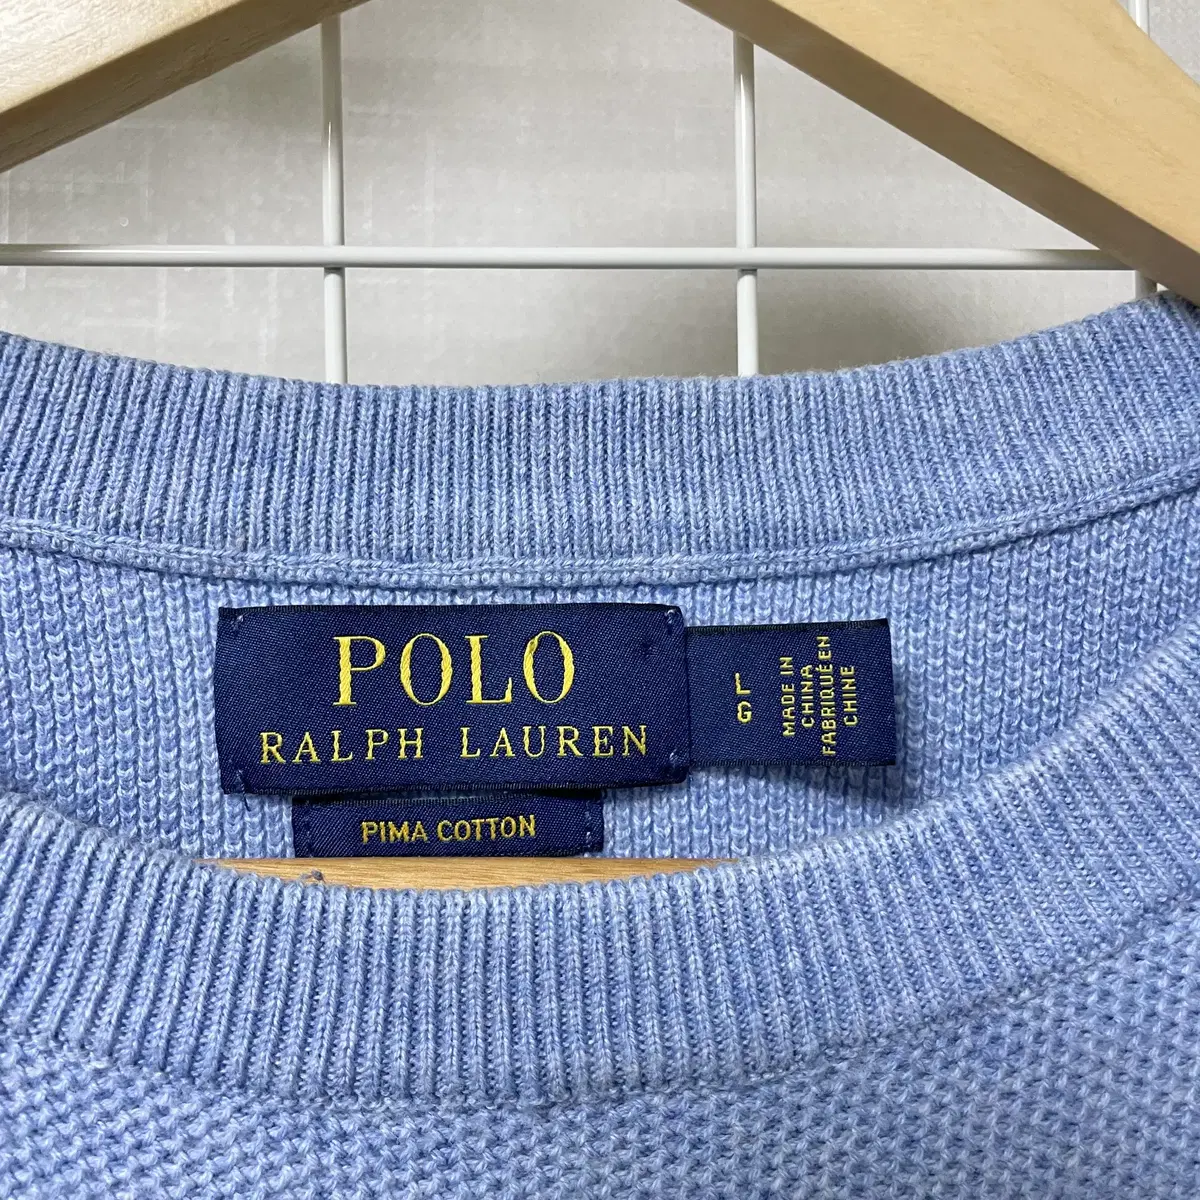 POLO
RALPH LAUREN
PIMA COTTON
L
G
MADE IN
CHINA
FABRIQUÉ EN
CHINE